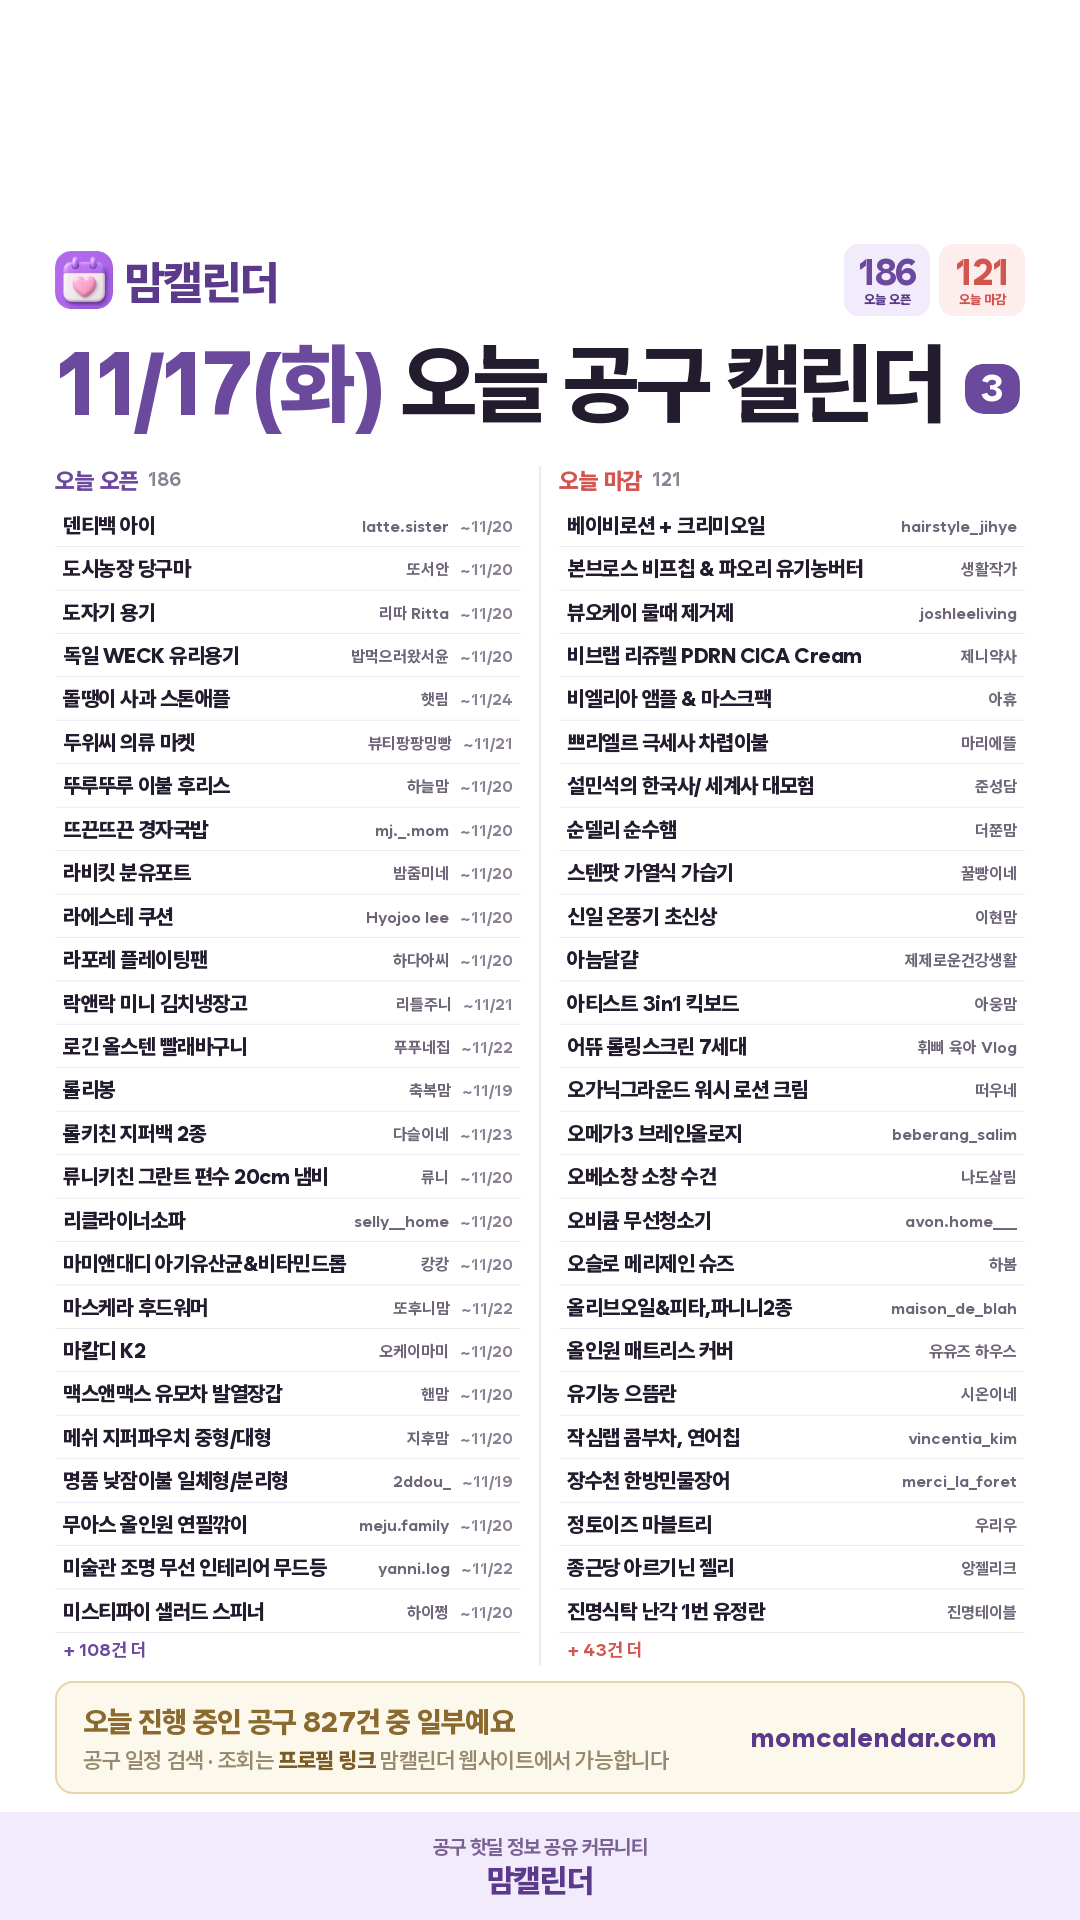 맘캘린더
186
오늘 오픈
121
오늘 마감
11/17(화) 오늘 공구 캘린더 3
오늘 오픈 186
덴티백 아이 latte.sister ~11/20
도시농장 당구마 또서안 ~11/20
도자기 용기 리따 Ritta ~11/20
독일 WECK 유리용기 밥먹으러왔서윤 ~11/20
돌땡이 사과 스톤애플 햇림 ~11/24
두위씨 의류 마켓 뷰티팡팡밍빵 ~11/21
뚜루뚜루 이불 후리스 하늘맘 ~11/20
뜨끈뜨끈 경자국밥 mj._.mom ~11/20
라비킷 분유포트 밤줌미네 ~11/20
라에스테 쿠션 Hyojoo lee ~11/20
라포레 플레이팅팬 하다아씨 ~11/20
락앤락 미니 김치냉장고 리틀주니 ~11/21
로긴 올스텐 빨래바구니 푸푸네집 ~11/22
롤리봉 축복맘 ~11/19
롤키친 지퍼백 2종 다슬이네 ~11/23
류니키친 그란트 편수 20cm 냄비 류니 ~11/20
리클라이너소파 selly__home ~11/20
마미앤대디 아기유산균&비타민드롭 캉캉 ~11/20
마스케라 후드워머 또후니맘 ~11/22
마칼디 K2 오케이마미 ~11/20
맥스앤맥스 유모차 발열장갑 핸맘 ~11/20
메쉬 지퍼파우치 중형/대형 지후맘 ~11/20
명품 낮잠이불 일체형/분리형 2ddou_ ~11/19
무아스 올인원 연필깎이 meju.family ~11/20
미술관 조명 무선 인테리어 무드등 yanni.log ~11/22
미스티파이 샐러드 스피너 하이쩡 ~11/20
+ 108건 더
오늘 마감 121
베이비로션 + 크리미오일 hairstyle_jihye
본브로스 비프칩 & 파오리 유기농버터 생활작가
뷰오케이 물때 제거제 joshleeliving
비브랩 리쥬렐 PDRN CICA Cream 제니약사
비엘리아 앰플 & 마스크팩 아휴
쁘리엘르 극세사 차렵이불 마리에뜰
설민석의 한국사/ 세계사 대모험 준성담
순델리 순수햄 더쭌맘
스텐팟 가열식 가습기 꿀빵이네
신일 온풍기 초신상 이현맘
아늠달걀 제제로운건강생활
아티스트 3in1 킥보드 아웅맘
어뜌 롤링스크린 7세대 휘삐 육아 Vlog
오가닉그라운드 워시 로션 크림 떠우네
오메가3 브레인올로지 beberang_salim
오베소창 소창 수건 나도살림
오비큠 무선청소기 avon.home___
오슬로 메리제인 슈즈 하봄
올리브오일&피타,파니니2종 maison_de_blah
올인원 매트리스 커버 유유즈 하우스
유기농 으뜸란 시온이네
작심랩 콤부차, 연어칩 vincentia_kim
장수천 한방민물장어 merci_la_foret
정토이즈 마블트리 우리우
종근당 아르기닌 젤리 앙젤리크
진명식탁 난각 1번 유정란 진명테이블
+ 43건 더
오늘 진행 중인 공구 827건 중 일부예요
공구 일정 검색 · 조회는 프로필 링크 맘캘린더 웹사이트에서 가능합니다
momcalendar.com
공구 핫딜 정보 공유 커뮤니티
맘캘린더